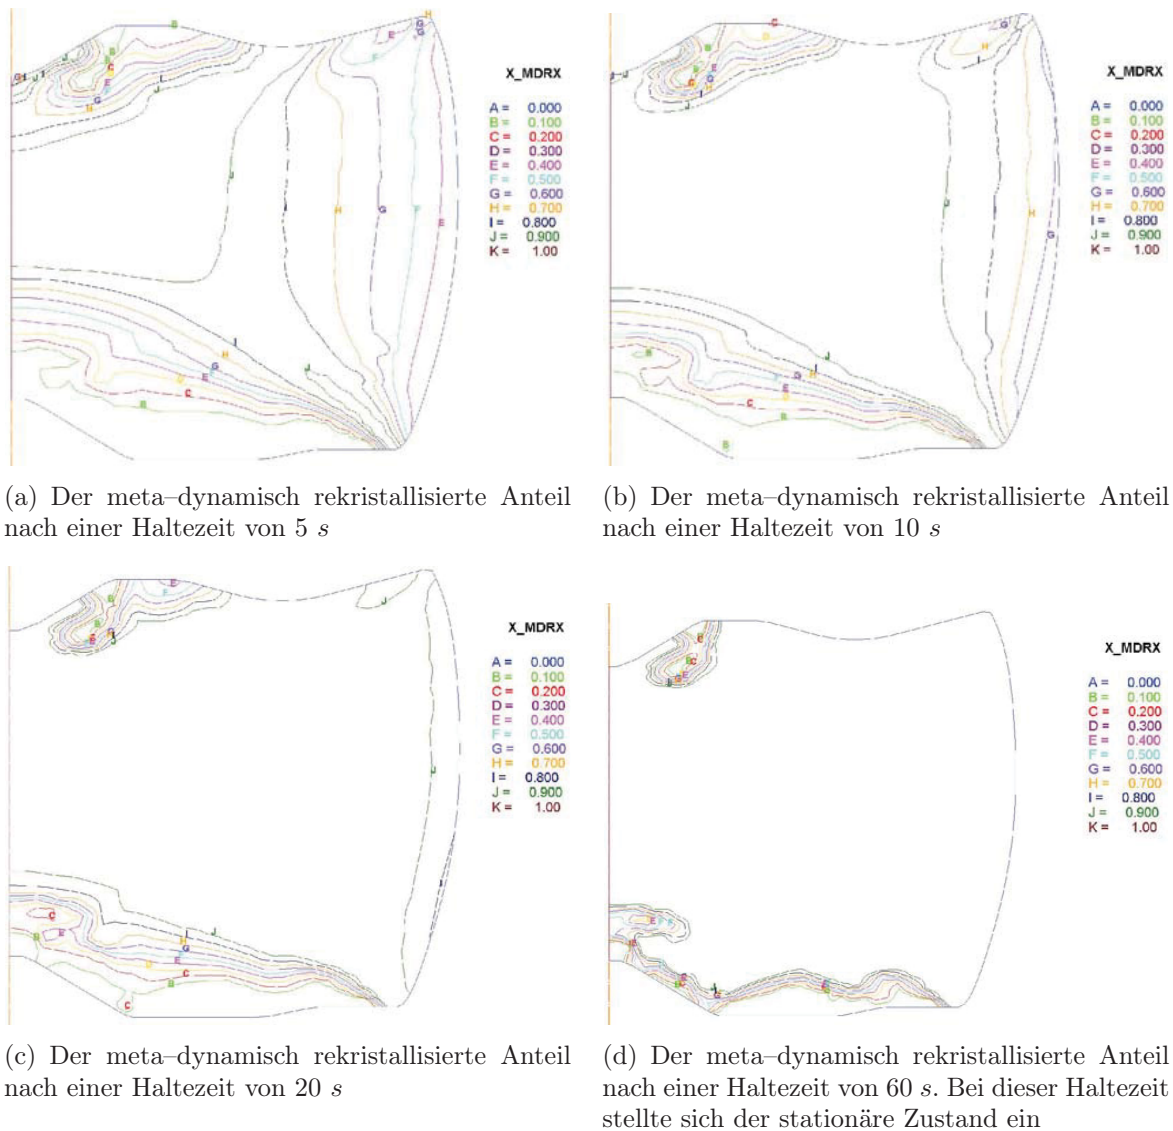 X_MDRX
A = 0.000
B = 0.100
C = 0.200
D = 0.300
E = 0.400
F = 0.500
G = 0.600
H = 0.700
I = 0.800
J = 0.900
K = 1.00
X_MDRX
A = 0.000
B = 0.100
C = 0.200
D = 0.300
E = 0.400
F = 0.500
G = 0.600
H = 0.700
I = 0.800
J = 0.900
K = 1.00
(a) Der meta–dynamisch rekristallisierte Anteil
nach einer Haltezeit von 5 s
(b) Der meta–dynamisch rekristallisierte Anteil
nach einer Haltezeit von 10 s
X_MDRX
A = 0.000
B = 0.100
C = 0.200
D = 0.300
E = 0.400
F = 0.500
G = 0.600
H = 0.700
I = 0.800
J = 0.900
K = 1.00
X_MDRX
A = 0.000
B = 0.100
C = 0.200
D = 0.300
E = 0.400
F = 0.500
G = 0.600
H = 0.700
I = 0.800
J = 0.900
K = 1.00
(c) Der meta–dynamisch rekristallisierte Anteil
nach einer Haltezeit von 20 s
(d) Der meta–dynamisch rekristallisierte Anteil
nach einer Haltezeit von 60 s. Bei dieser Haltezeit
stellte sich der stationäre Zustand ein